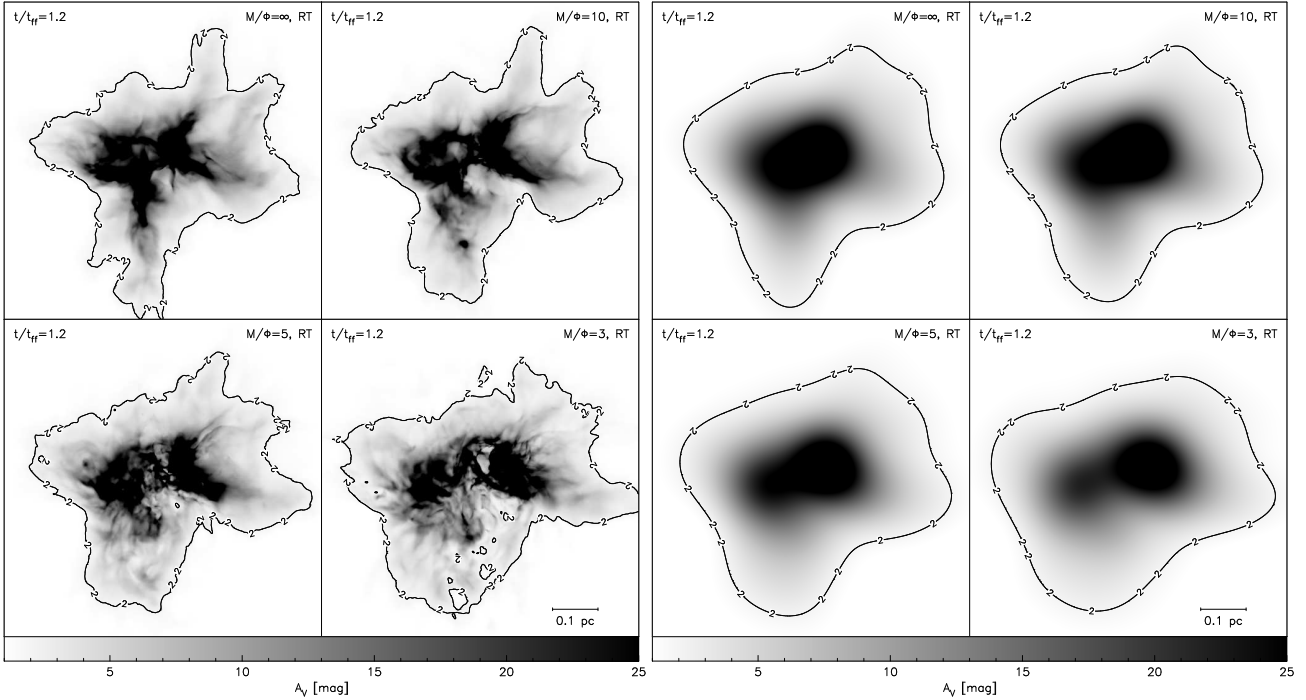 t/t_ff=1.2 M/Φ=∞, RT
t/t_ff=1.2 M/Φ=10, RT
t/t_ff=1.2 M/Φ=∞, RT
t/t_ff=1.2 M/Φ=10, RT
t/t_ff=1.2 M/Φ=5, RT
t/t_ff=1.2 M/Φ=3, RT
t/t_ff=1.2 M/Φ=5, RT
t/t_ff=1.2 M/Φ=3, RT
0.1 pc
0.1 pc
5 10 15 20 25
A_V [mag]
5 10 15 20 25
A_V [mag]